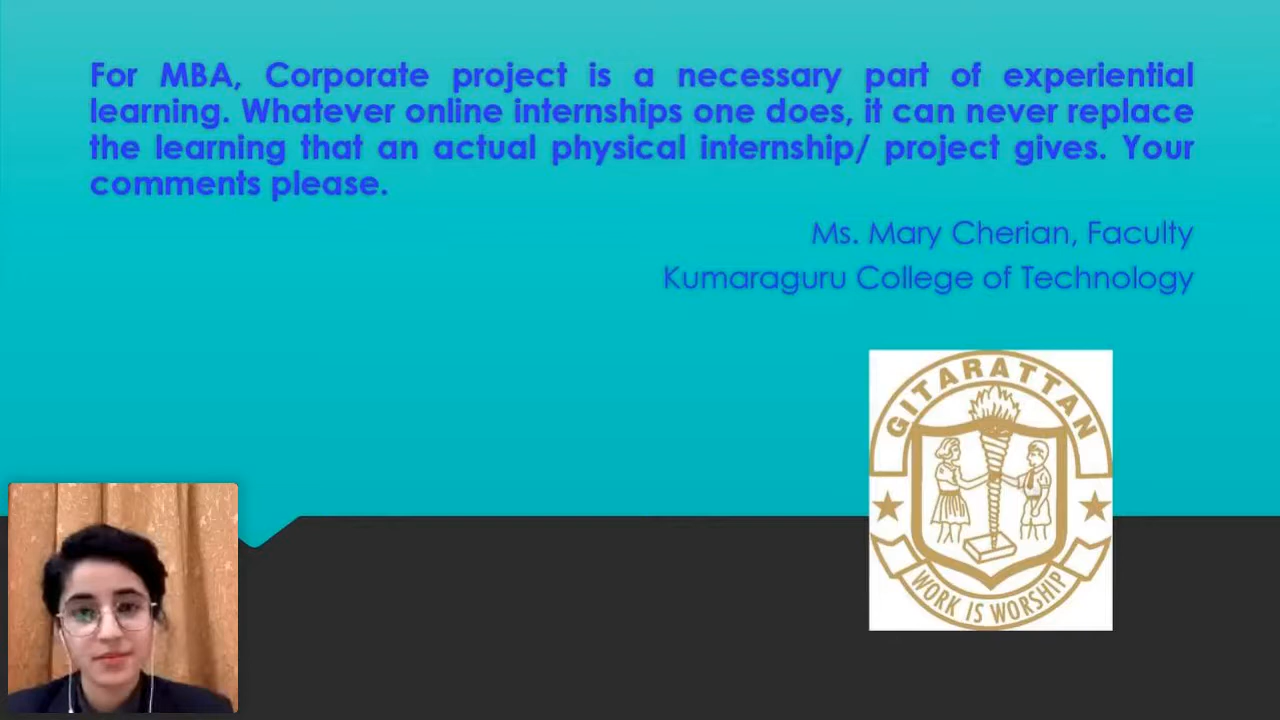 For MBA, Corporate project is a necessary part of experiential
learning. Whatever online internships one does, it can never replace
the learning that an actual physical internship/ project gives. Your
comments please.
Ms. Mary Cherian, Faculty
Kumaraguru College of Technology
GITARATTAN
WORK IS WORSHIP